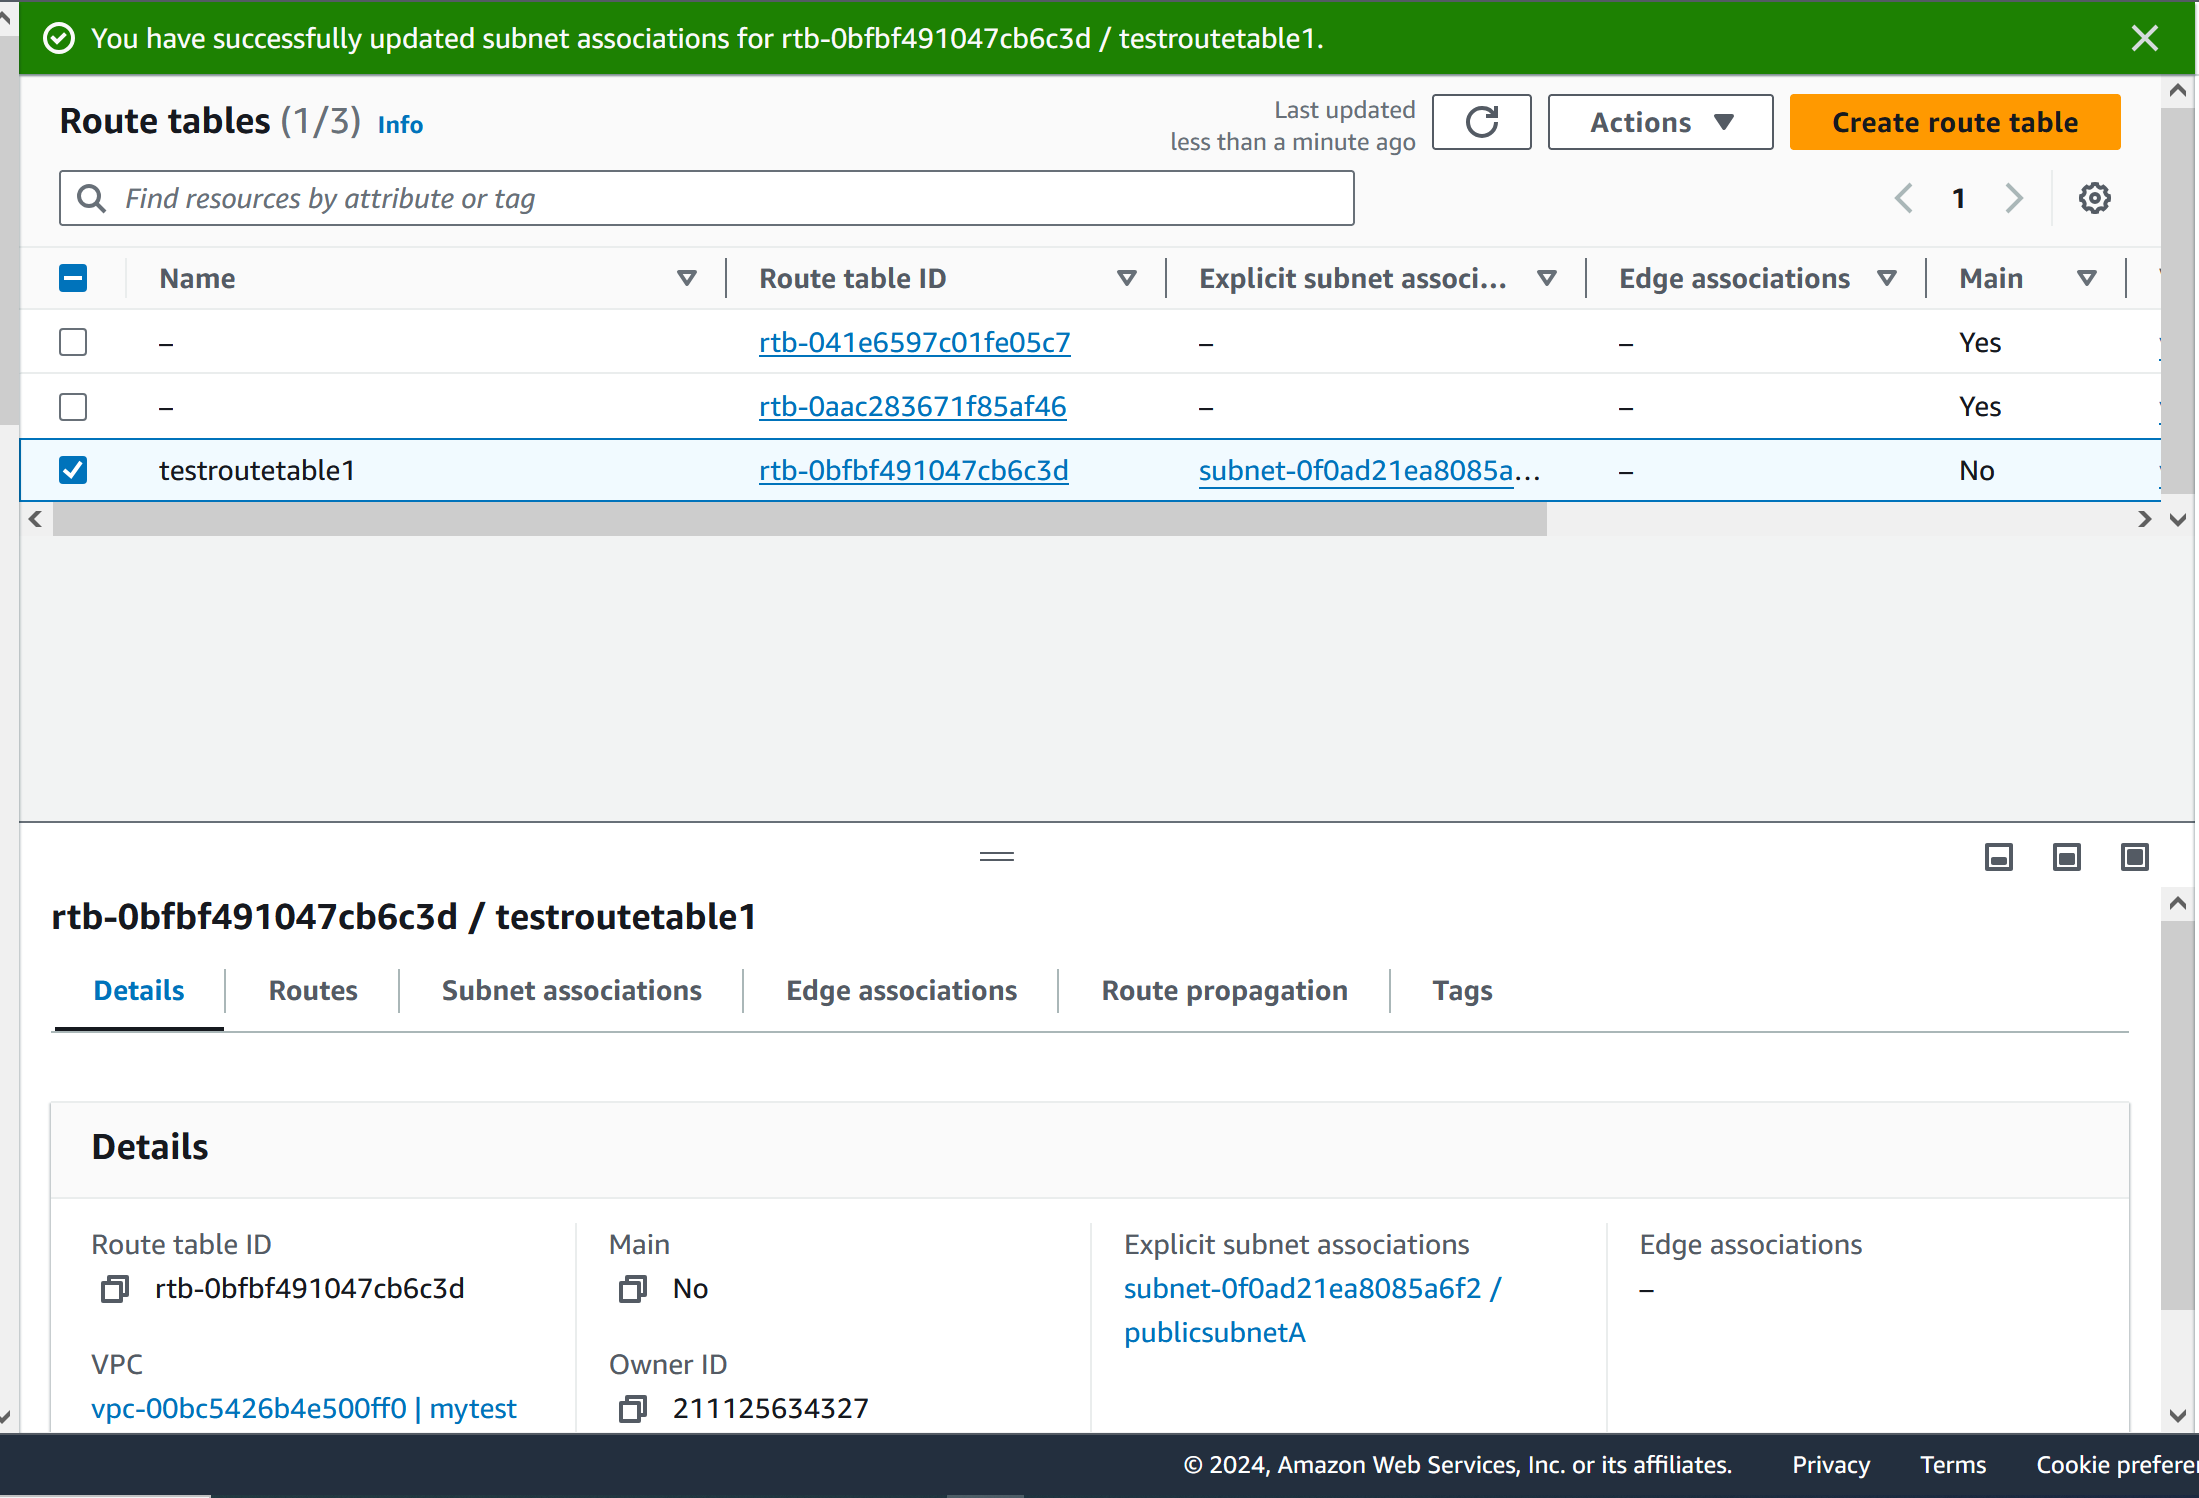 You have successfully updated subnet associations for rtb-0bfbf491047cb6c3d / testroutetable1.
Route tables (1/3) Info
Last updated
less than a minute ago
Actions
Create route table
Find resources by attribute or tag
1
Name
Route table ID
Explicit subnet associ...
Edge associations
Main
– rtb-041e6597c01fe05c7 – – Yes
– rtb-0aac283671f85af46 – – Yes
testroutetable1 rtb-0bfbf491047cb6c3d subnet-0f0ad21ea8085a... – No
rtb-0bfbf491047cb6c3d / testroutetable1
Details
Routes
Subnet associations
Edge associations
Route propagation
Tags
Details
Route table ID
rtb-0bfbf491047cb6c3d
Main
No
Explicit subnet associations
subnet-0f0ad21ea8085a6f2 /
publicsubnetA
Edge associations
–
VPC
vpc-00bc5426b4e500ff0 | mytest
Owner ID
211125634327
© 2024, Amazon Web Services, Inc. or its affiliates.
Privacy
Terms
Cookie prefere